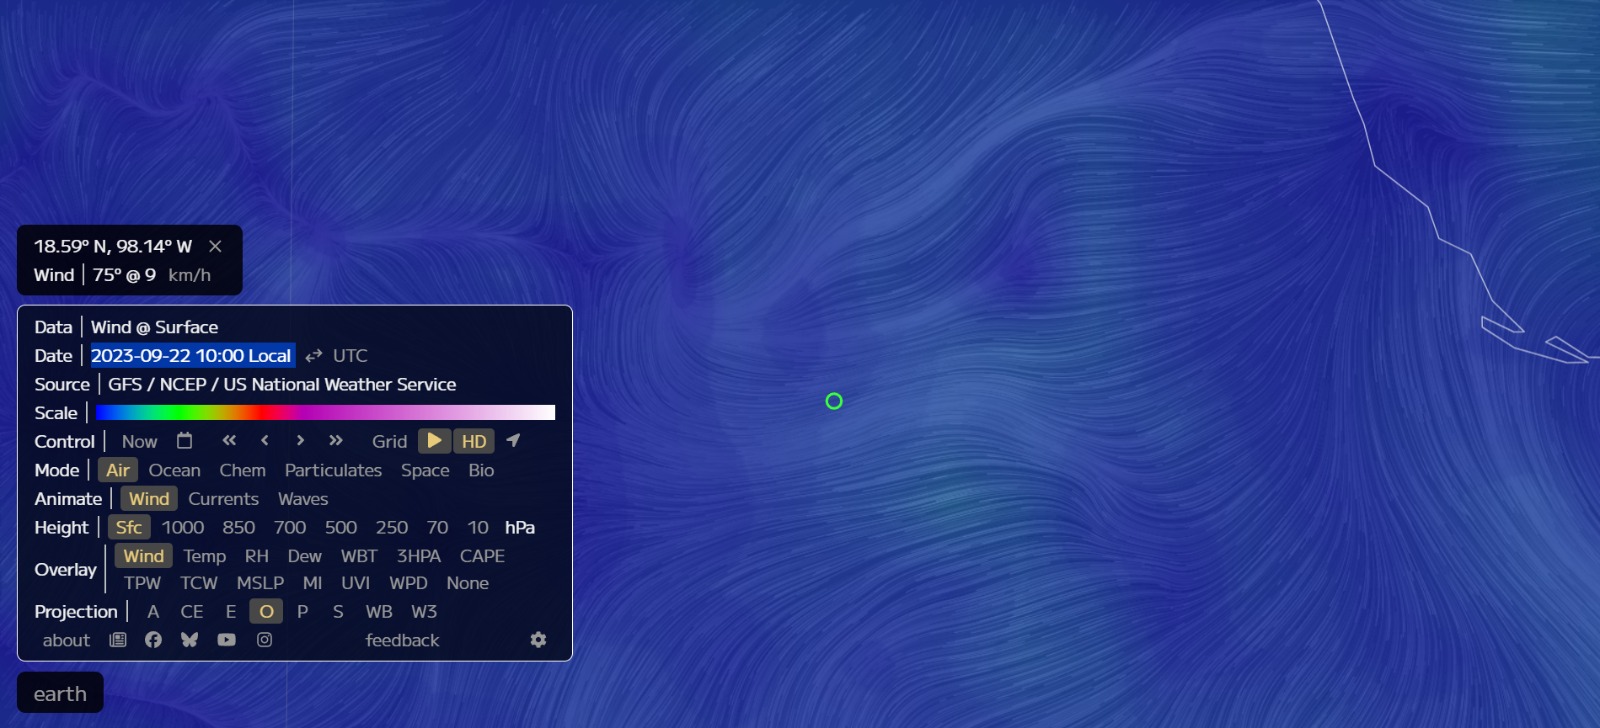 18.59° N, 98.14° W ×
Wind | 75° @ 9 km/h
Data | Wind @ Surface
Date | 2023-09-22 10:00 Local ⇄ UTC
Source | GFS / NCEP / US National Weather Service
Scale |
Control | Now « ‹ › » Grid HD
Mode | Air Ocean Chem Particulates Space Bio
Animate | Wind Currents Waves
Height | Sfc 1000 850 700 500 250 70 10 hPa
Overlay | Wind Temp RH Dew WBT 3HPA CAPE
TPW TCW MSLP MI UVI WPD None
Projection | A CE E O P S WB W3
about feedback
earth